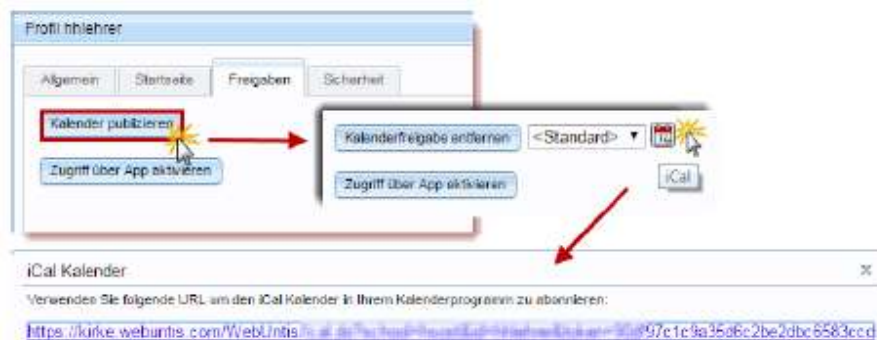 Profil hhlehrer
Allgemein Startseite Freigaben Sicherheit
Kalender publizieren
Zugriff über App aktivieren
Kalenderfreigabe entfernen <Standard>
Zugriff über App aktivieren
iCal
iCal Kalender
Verwenden Sie folgende URL um den iCal Kalender in Ihrem Kalenderprogramm zu abonnieren:
https://kirke.webuntis.com/WebUntis 97c1c9a35d6c2be2dbc6583ccd